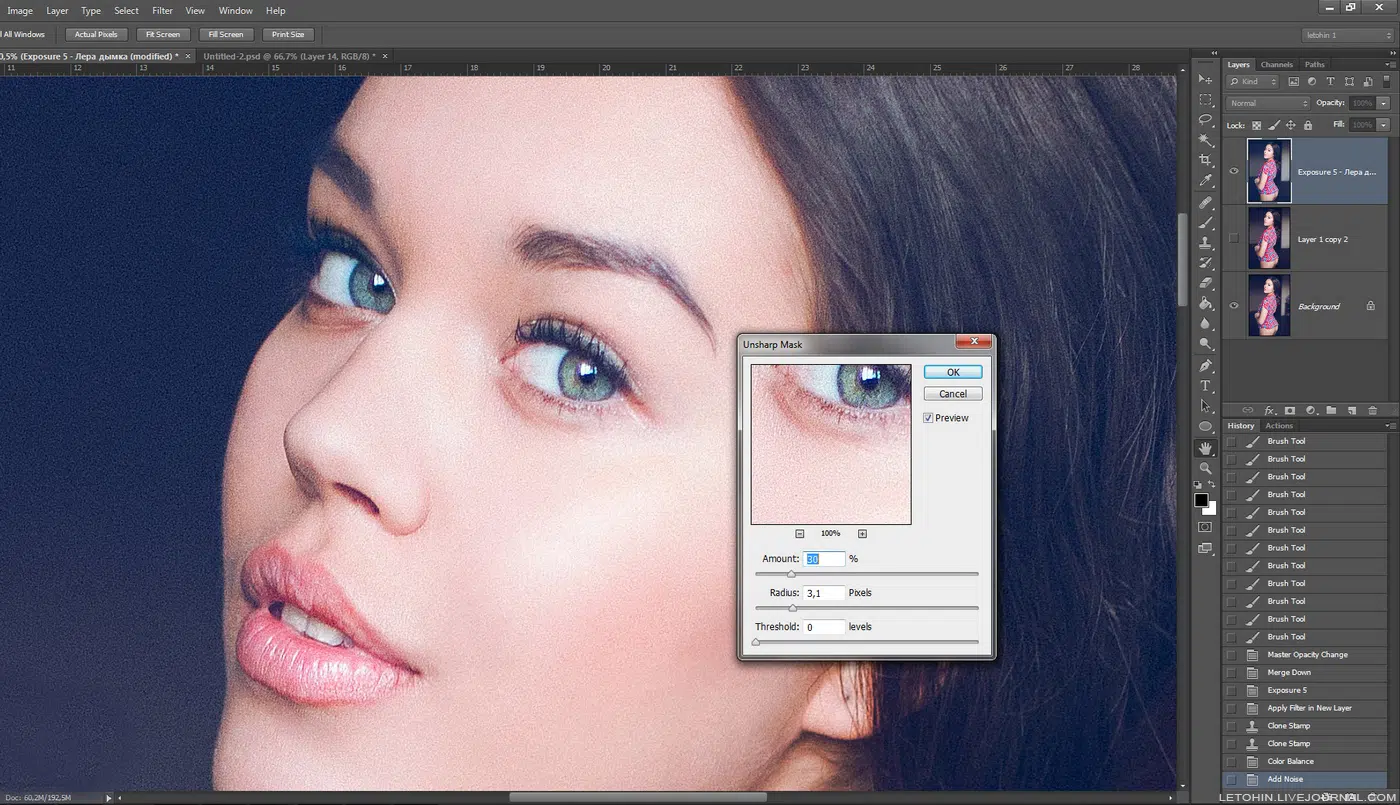 Image Layer Type Select Filter View Window Help
All Windows Actual Pixels Fit Screen Fill Screen Print Size letohin 1
0,5% (Exposure 5 - Лера дымка (modified) * × Untitled-2.psd @ 66,7% (Layer 14, RGB/8) * ×
11 12 13 14 15 16 17 18 19 20 21 22 23 24 25 26 27 28
Layers Channels Paths
Kind
Normal Opacity: 100%
Lock: Fill: 100%
Exposure 5 - Лера д...
Layer 1 copy 2
Background
Unsharp Mask
OK
Cancel
Preview
100%
Amount: 30 %
Radius: 3,1 Pixels
Threshold: 0 levels
History Actions
Brush Tool
Brush Tool
Brush Tool
Brush Tool
Brush Tool
Brush Tool
Brush Tool
Brush Tool
Brush Tool
Brush Tool
Brush Tool
Brush Tool
Master Opacity Change
Merge Down
Exposure 5
Apply Filter in New Layer
Clone Stamp
Clone Stamp
Color Balance
Add Noise
Doc: 60,2M/192,5M
LETOHIN.LIVEJOURNAL.COM